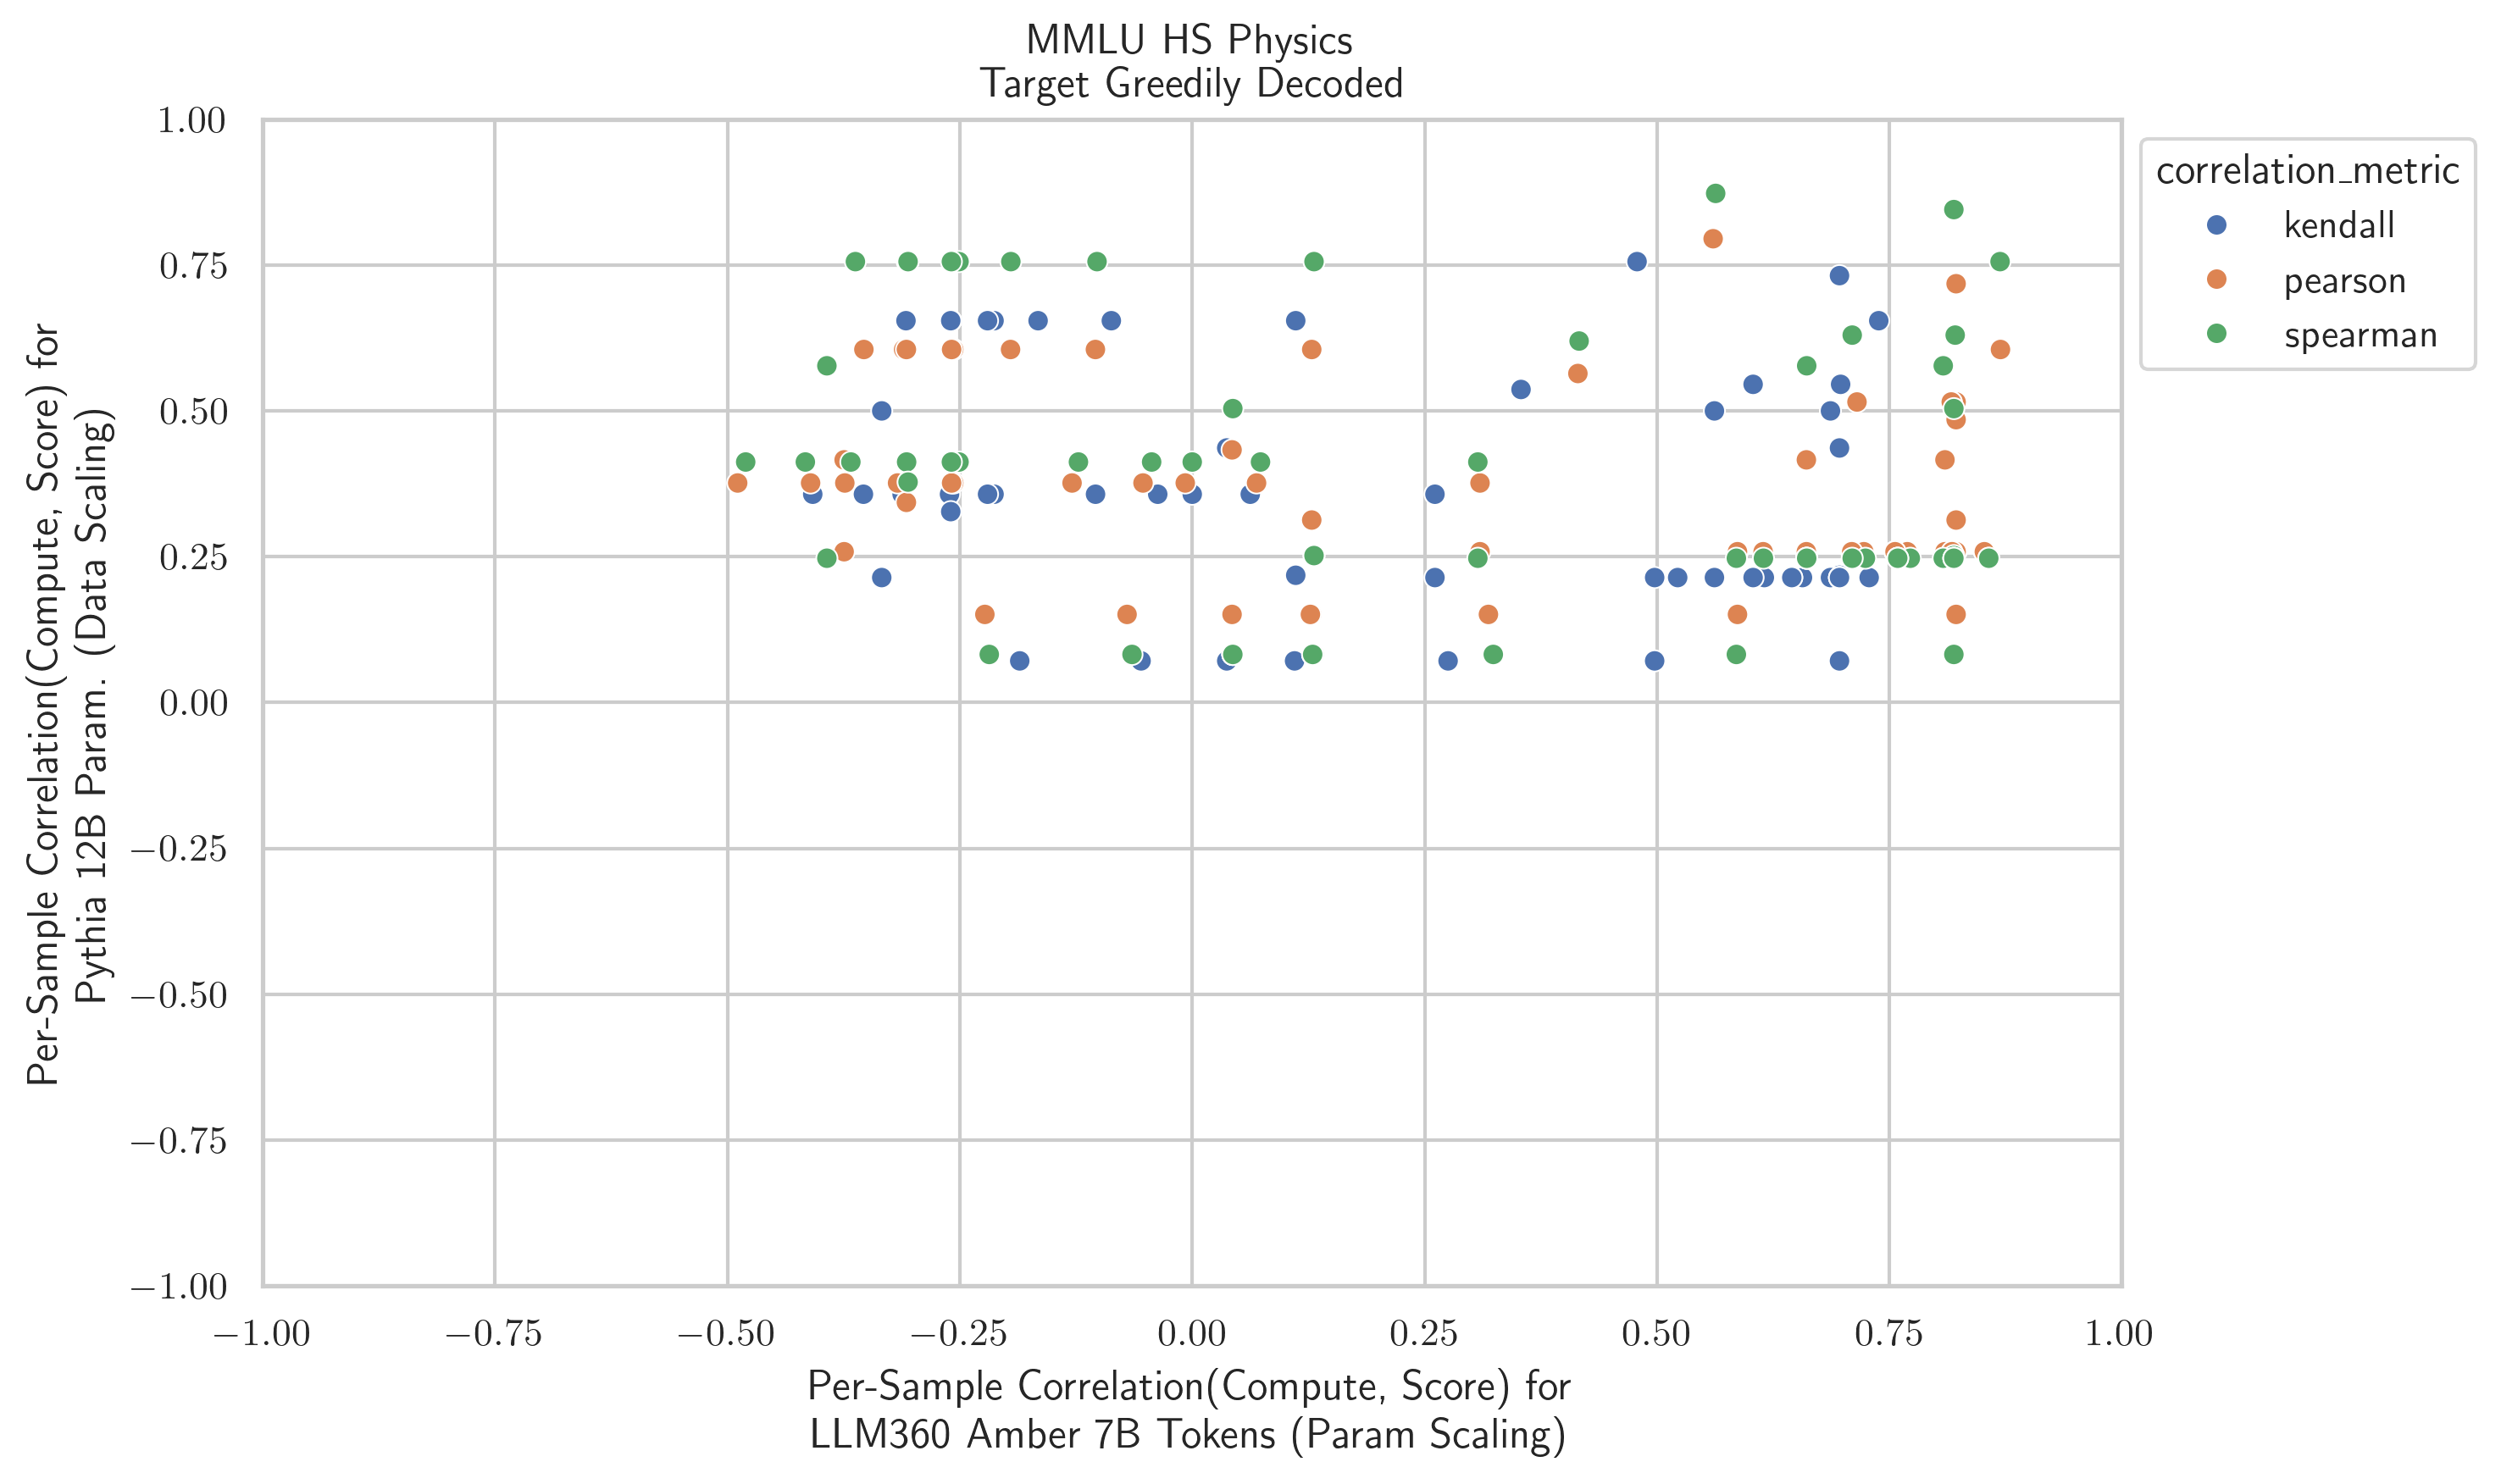 MMLU HS Physics
Target Greedily Decoded
correlation_metric
kendall
pearson
spearman
1.00
0.75
0.50
0.25
0.00
−0.25
−0.50
−0.75
−1.00
Per-Sample Correlation(Compute, Score) for
Pythia 12B Param. (Data Scaling)
−1.00 −0.75 −0.50 −0.25 0.00 0.25 0.50 0.75 1.00
Per-Sample Correlation(Compute, Score) for
LLM360 Amber 7B Tokens (Param Scaling)